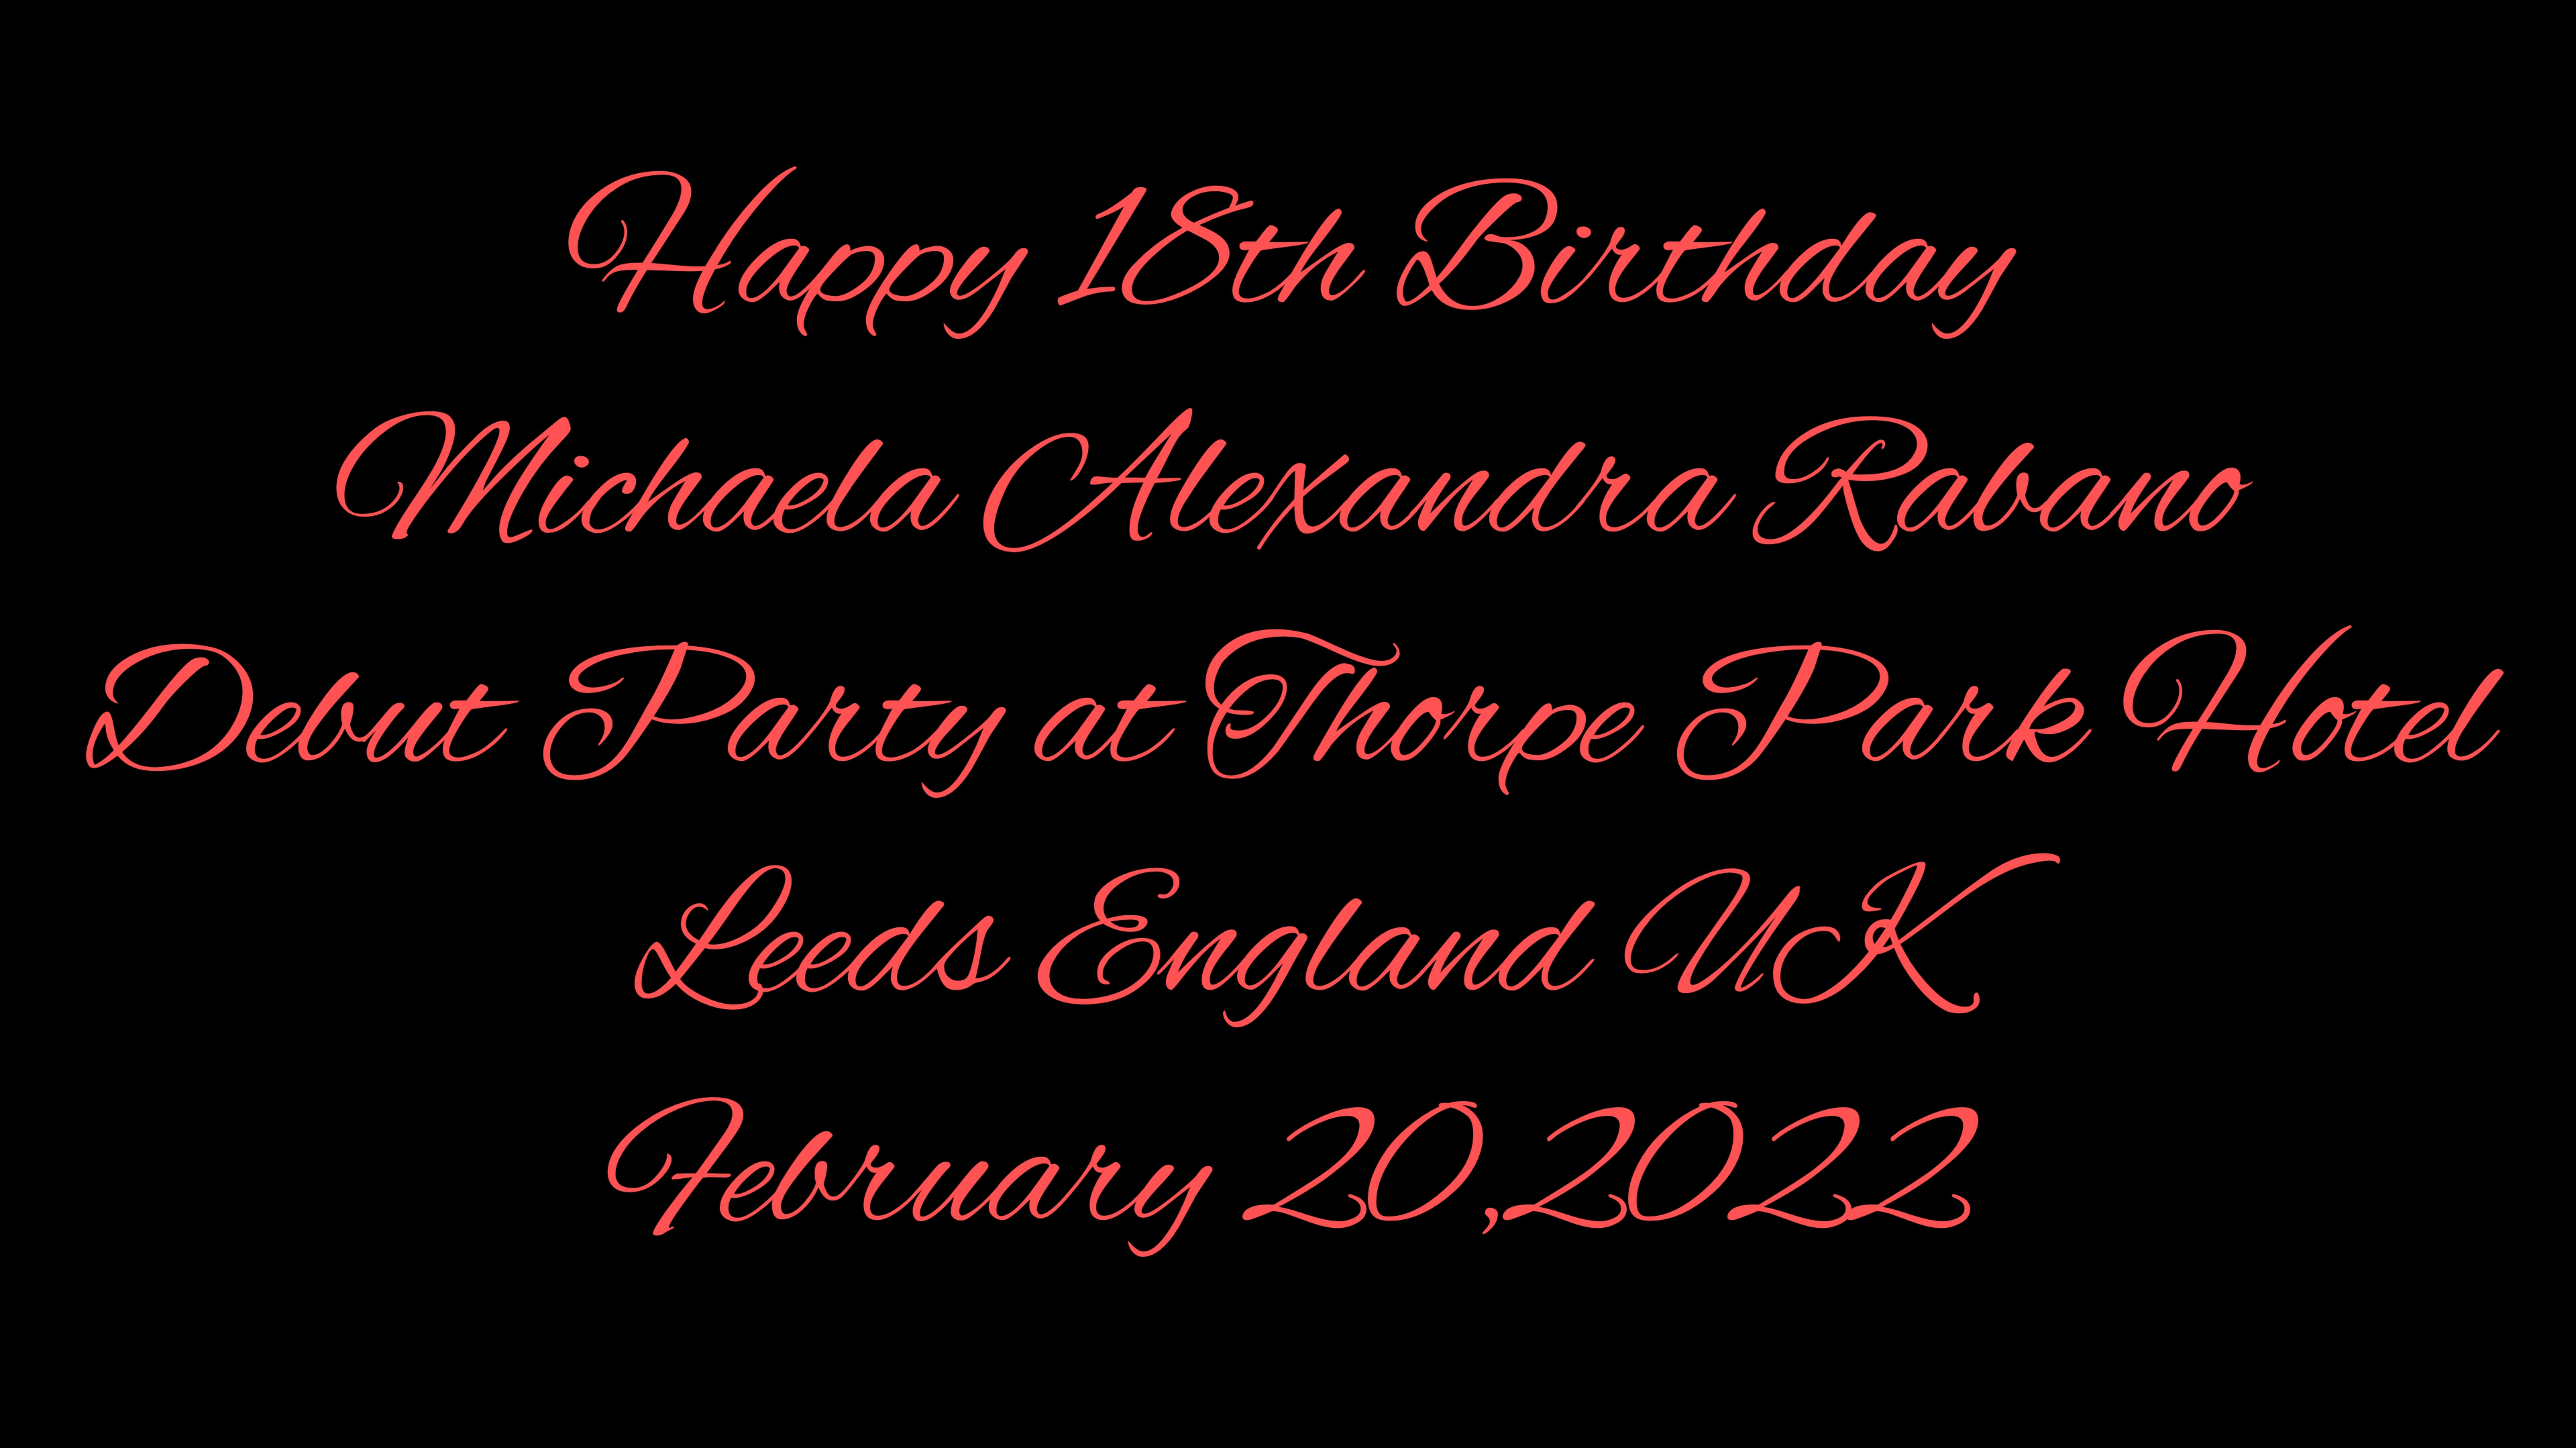 Happy 18th Birthday
Michaela Alexandra Rabano
Debut Party at Thorpe Park Hotel
Leeds England UK
February 20,2022